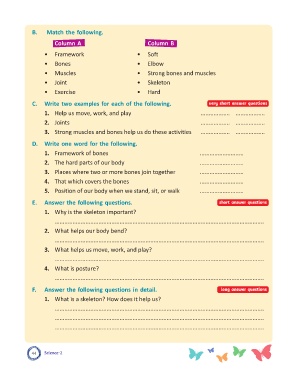 B. Match the following.
Column A Column B
• Framework • Soft
• Bones • Elbow
• Muscles • Strong bones and muscles
• Joint • Skeleton
• Exercise • Hard
C. Write two examples for each of the following. very short answer questions
1. Help us move, work, and play
2. Joints
3. Strong muscles and bones help us do these activities
D. Write one word for the following.
1. Framework of bones
2. The hard parts of our body
3. Places where two or more bones join together
4. That which covers the bones
5. Position of our body when we stand, sit, or walk
E. Answer the following questions. short answer questions
1. Why is the skeleton important?
2. What helps our body bend?
3. What helps us move, work, and play?
4. What is posture?
F. Answer the following questions in detail. long answer questions
1. What is a skeleton? How does it help us?
Science-2